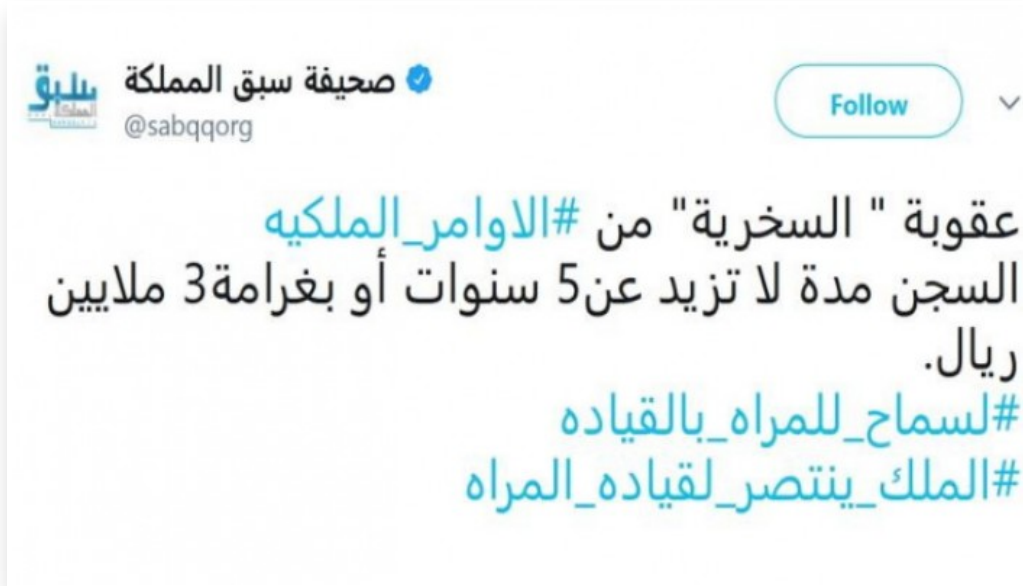 صحيفة سبق المملكة
@sabqqorg
Follow
عقوبة " السخرية" من #الاوامر_الملكيه
السجن مدة لا تزيد عن5 سنوات أو بغرامة3 ملايين
ريال.
#لسماح_للمراه_بالقياده
#الملك_ينتصر_لقياده_المراه